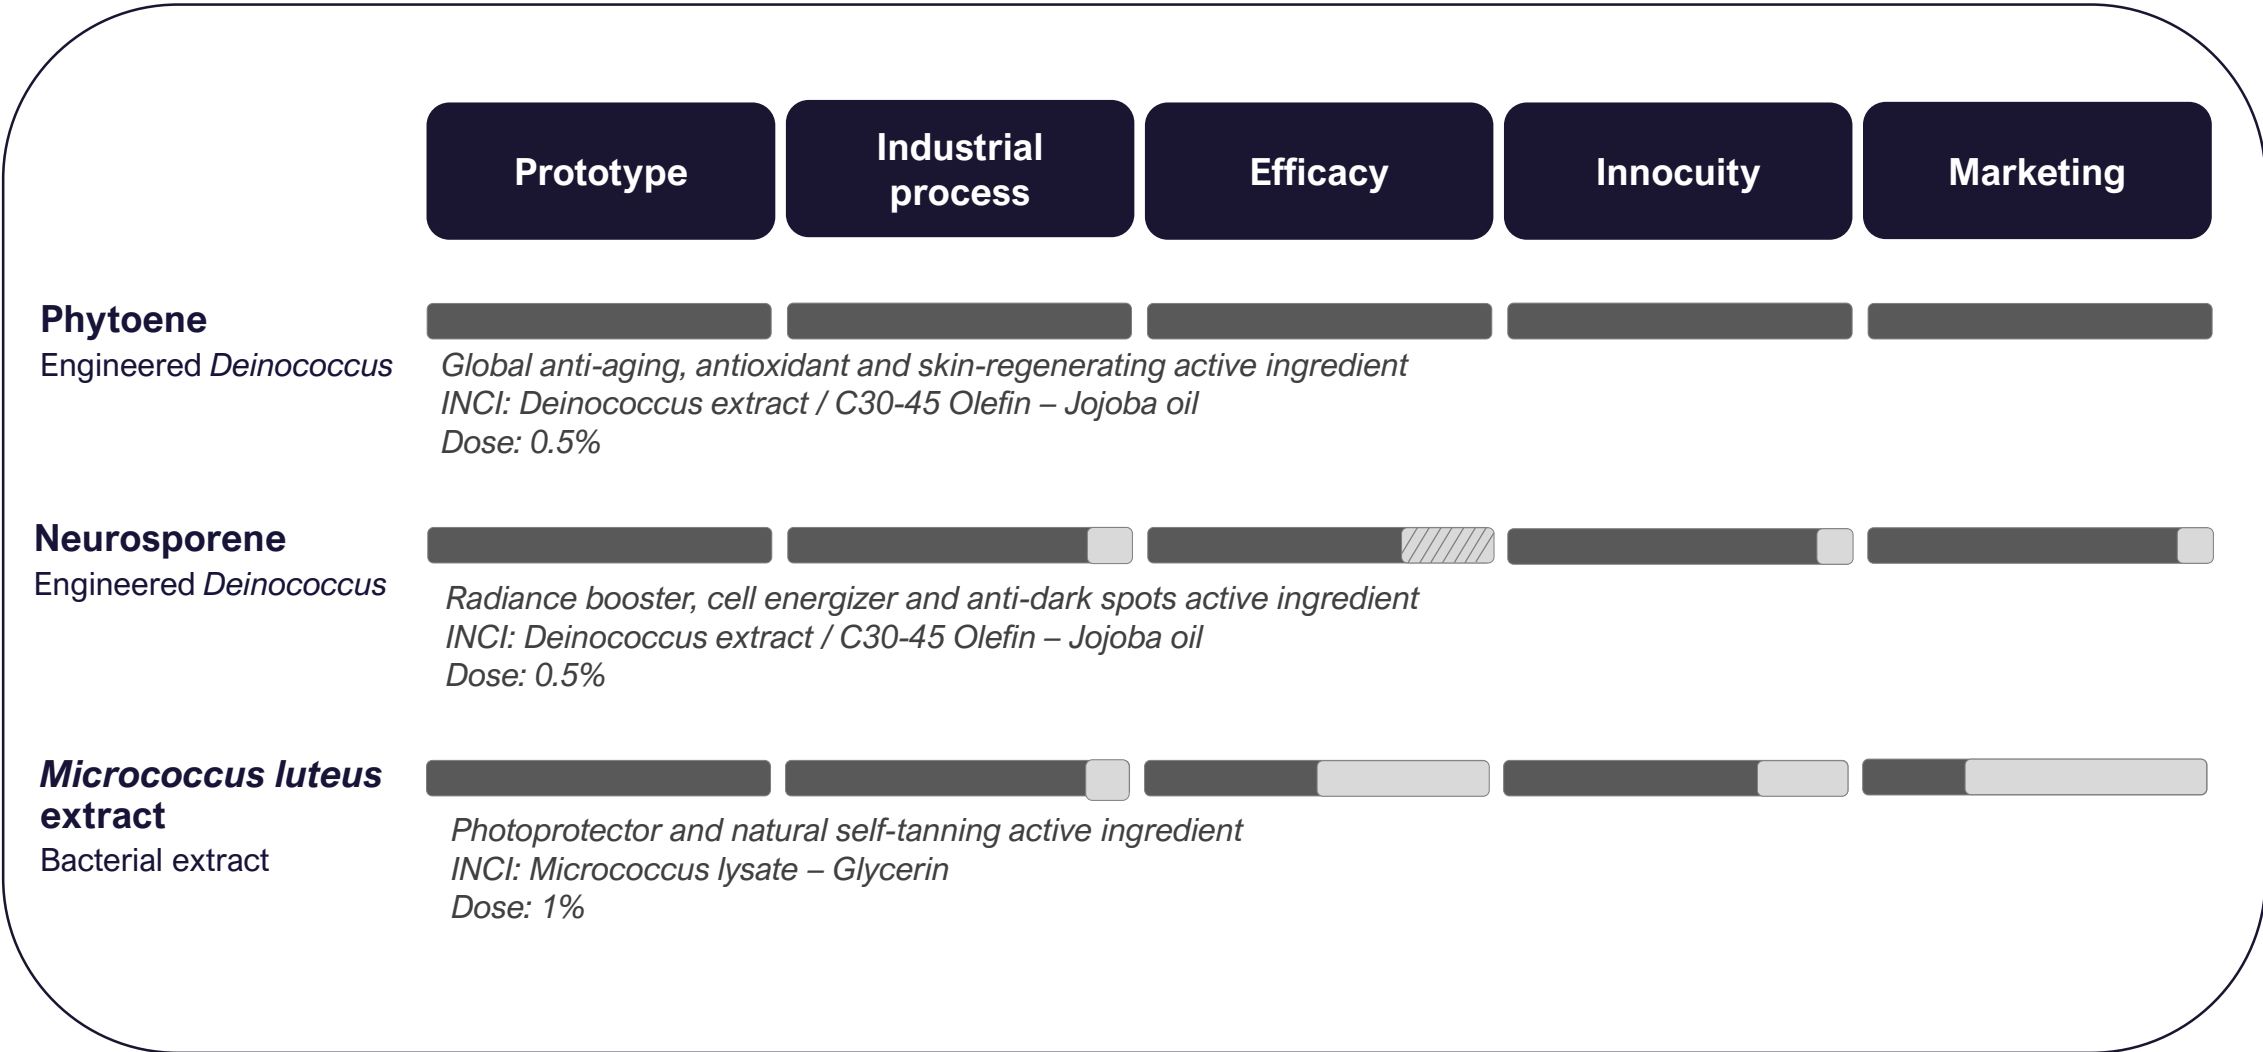 Prototype
Industrial
process
Efficacy
Innocuity
Marketing
Phytoene
Engineered Deinococcus
Global anti-aging, antioxidant and skin-regenerating active ingredient
INCI: Deinococcus extract / C30-45 Olefin – Jojoba oil
Dose: 0.5%
Neurosporene
Engineered Deinococcus
Radiance booster, cell energizer and anti-dark spots active ingredient
INCI: Deinococcus extract / C30-45 Olefin – Jojoba oil
Dose: 0.5%
Micrococcus luteus
extract
Bacterial extract
Photoprotector and natural self-tanning active ingredient
INCI: Micrococcus lysate – Glycerin
Dose: 1%